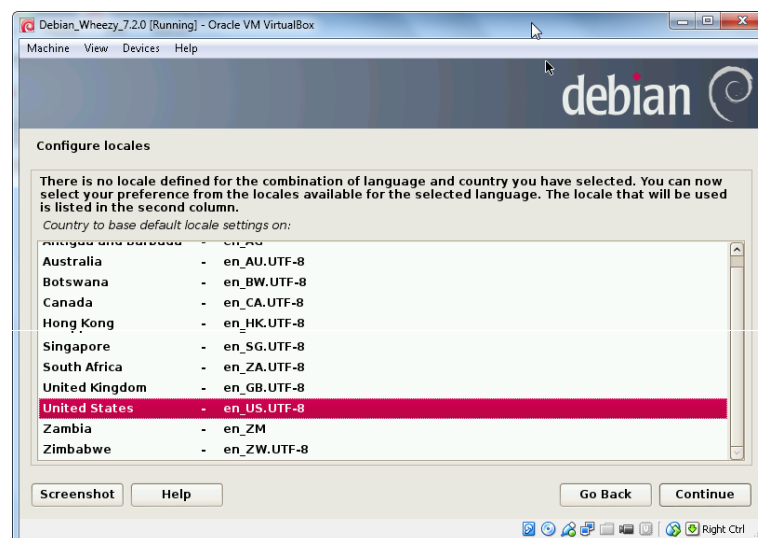 Debian_Wheezy_7.2.0 [Running] - Oracle VM VirtualBox
Machine View Devices Help
debian
Configure locales
There is no locale defined for the combination of language and country you have selected. You can now
select your preference from the locales available for the selected language. The locale that will be used
is listed in the second column.
Country to base default locale settings on:
Antigua and Barbuda - en_AG
Australia - en_AU.UTF-8
Botswana - en_BW.UTF-8
Canada - en_CA.UTF-8
Hong Kong - en_HK.UTF-8
Singapore - en_SG.UTF-8
South Africa - en_ZA.UTF-8
United Kingdom - en_GB.UTF-8
United States - en_US.UTF-8
Zambia - en_ZM
Zimbabwe - en_ZW.UTF-8
Screenshot Help Go Back Continue
Right Ctrl